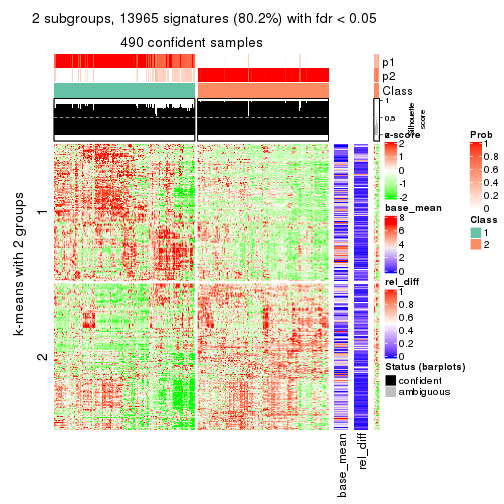 2 subgroups, 13965 signatures (80.2%) with fdr < 0.05
490 confident samples
p1
p2
Class
1
0.5
0
Silhouette
score
k-means with 2 groups
1
2
base_mean
rel_diff
z-score
2
1
0
-1
-2
base_mean
8
6
4
2
0
rel_diff
1
0.8
0.6
0.4
0.2
0
Status (barplots)
confident
ambiguous
Prob
1
0.8
0.6
0.4
0.2
0
Class
1
2